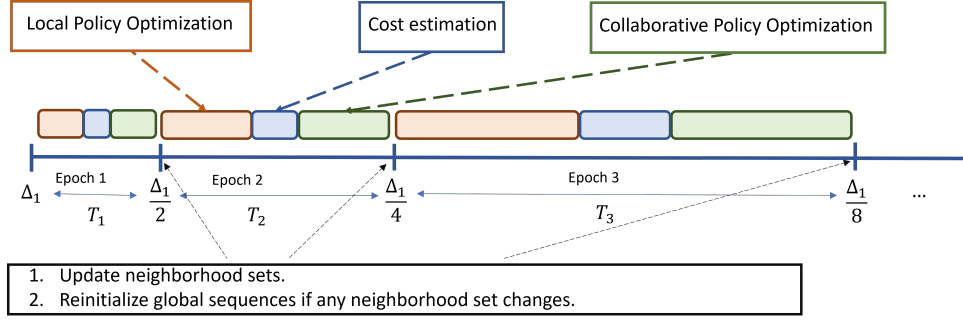 Local Policy Optimization
Cost estimation
Collaborative Policy Optimization
Epoch 1
Epoch 2
Epoch 3
Δ₁
Δ₁/2
Δ₁/4
Δ₁/8
...
T₁
T₂
T₃
1. Update neighborhood sets.
2. Reinitialize global sequences if any neighborhood set changes.